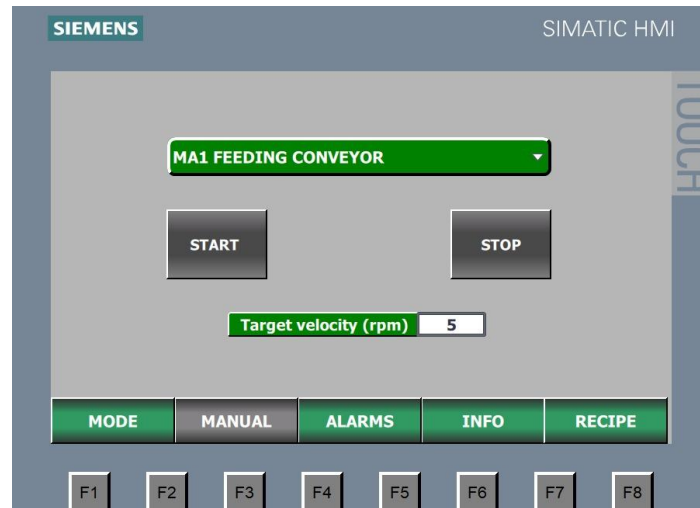 SIEMENS SIMATIC HMI
TOUCH
MA1 FEEDING CONVEYOR
START STOP
Target velocity (rpm) 5
MODE MANUAL ALARMS INFO RECIPE
F1 F2 F3 F4 F5 F6 F7 F8